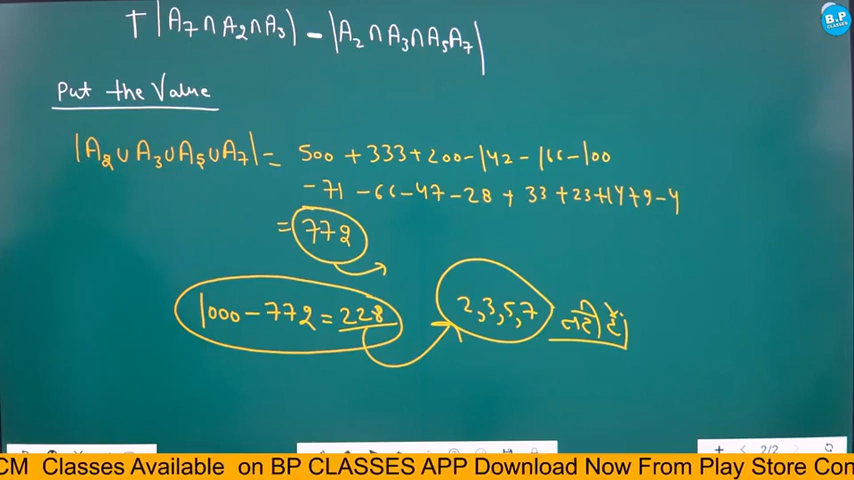 + |A7 ∩ A2 ∩ A3| - |A2 ∩ A3 ∩ A5 A7|
B.P
CLASSES
Put the Value
|A2 ∪ A3 ∪ A5 ∪ A7| = 500 + 333 + 200 - 142 - 166 - 100
- 71 - 66 - 47 - 28 + 33 + 23 + 14 + 9 - 4
= 772
1000 - 772 = 228
2,3,5,7 नही है।
2/2
CM Classes Available on BP CLASSES APP Download Now From Play Store Con